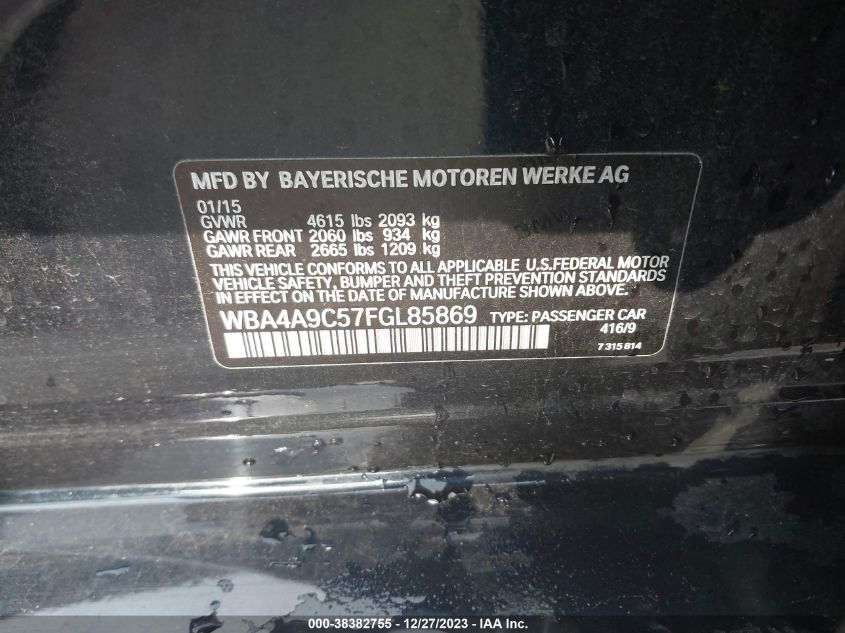 MFD BY BAYERISCHE MOTOREN WERKE AG
01/15
GVWR 4615 lbs 2093 kg
GAWR FRONT 2060 lbs 934 kg
GAWR REAR 2665 lbs 1209 kg
THIS VEHICLE CONFORMS TO ALL APPLICABLE U.S.FEDERAL MOTOR
VEHICLE SAFETY, BUMPER AND THEFT PREVENTION STANDARDS
IN EFFECT ON THE DATE OF MANUFACTURE SHOWN ABOVE.
WBA4A9C57FGL85869 TYPE: PASSENGER CAR
416/9
7 315 814
000-38382755 - 12/27/2023 - IAA Inc.